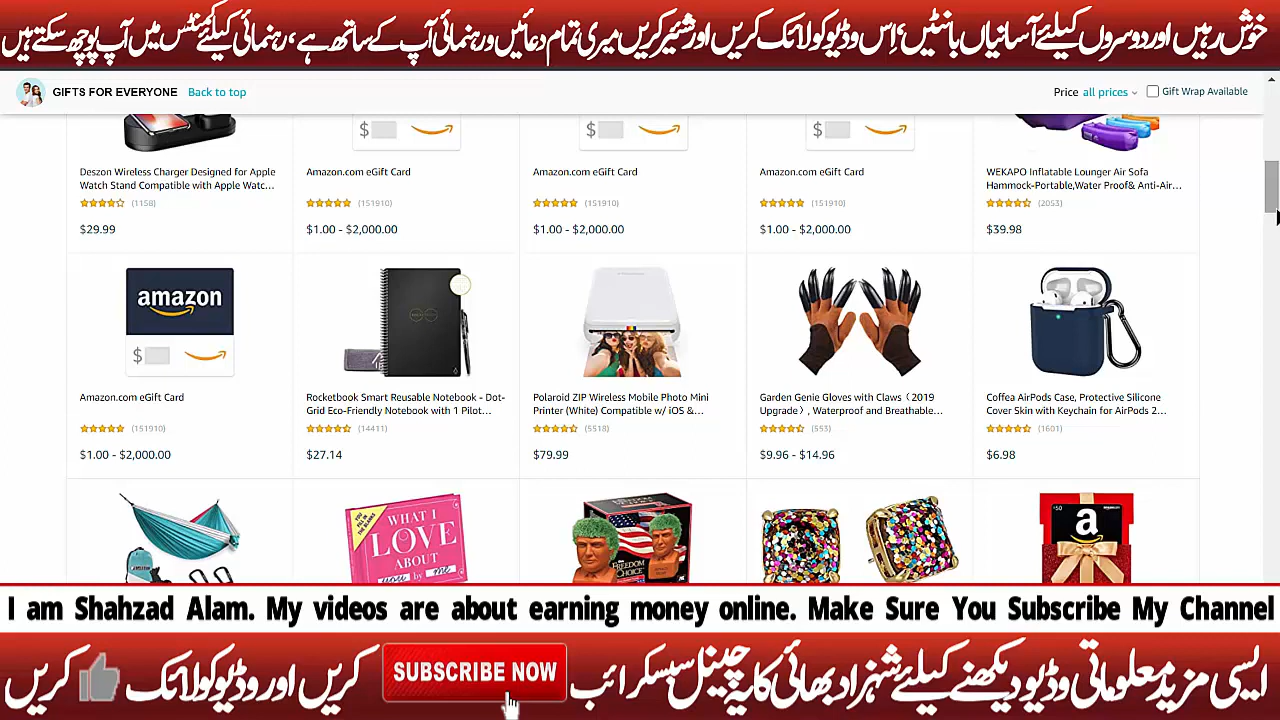 خوش رہیں اور دوسروں کیلئے آسانیاں بانٹیں، اِس وڈیو کو لائک کریں اور شئیر کریں میری تمام دعائیں و رہنمائی آپ کے ساتھ ہے، رہنمائی کیلئے کمنٹس میں آپ پوچھ سکتے ہیں
GIFTS FOR EVERYONE Back to top Price all prices Gift Wrap Available
$ $ $
Deszon Wireless Charger Designed for Apple Watch Stand Compatible with Apple Watc...
(1158)
$29.99
Amazon.com eGift Card
(151910)
$1.00 - $2,000.00
Amazon.com eGift Card
(151910)
$1.00 - $2,000.00
Amazon.com eGift Card
(151910)
$1.00 - $2,000.00
WEKAPO Inflatable Lounger Air Sofa Hammock-Portable,Water Proof& Anti-Air...
(2053)
$39.98
amazon
$
Amazon.com eGift Card
(151910)
$1.00 - $2,000.00
Rocketbook Smart Reusable Notebook - Dot-Grid Eco-Friendly Notebook with 1 Pilot...
(14411)
$27.14
Polaroid ZIP Wireless Mobile Photo Mini Printer (White) Compatible w/ iOS &...
(5518)
$79.99
Garden Genie Gloves with Claws（2019 Upgrade）, Waterproof and Breathable...
(553)
$9.96 - $14.96
Coffea AirPods Case, Protective Silicone Cover Skin with Keychain for AirPods 2...
(1601)
$6.98
WHAT I
LOVE
ABOUT
you by me
FREEDOM
CHOICE
$50
a
I am Shahzad Alam. My videos are about earning money online. Make Sure You Subscribe My Channel
ایسی مزید معلوماتی وڈیو دیکھنے کیلئے شہزاد بھائی کا یہ چینل سبسکرائب SUBSCRIBE NOW کریں اور وڈیو کو لائک کریں